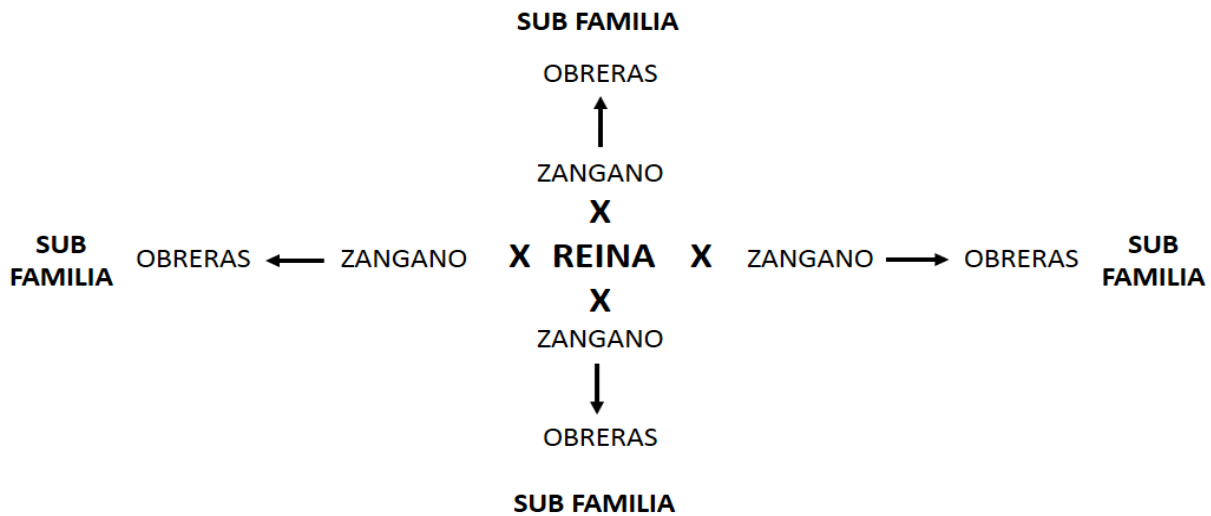 SUB FAMILIA
OBRERAS
ZANGANO
X
SUB FAMILIA OBRERAS ZANGANO X REINA X ZANGANO OBRERAS SUB FAMILIA
X
ZANGANO
OBRERAS
SUB FAMILIA